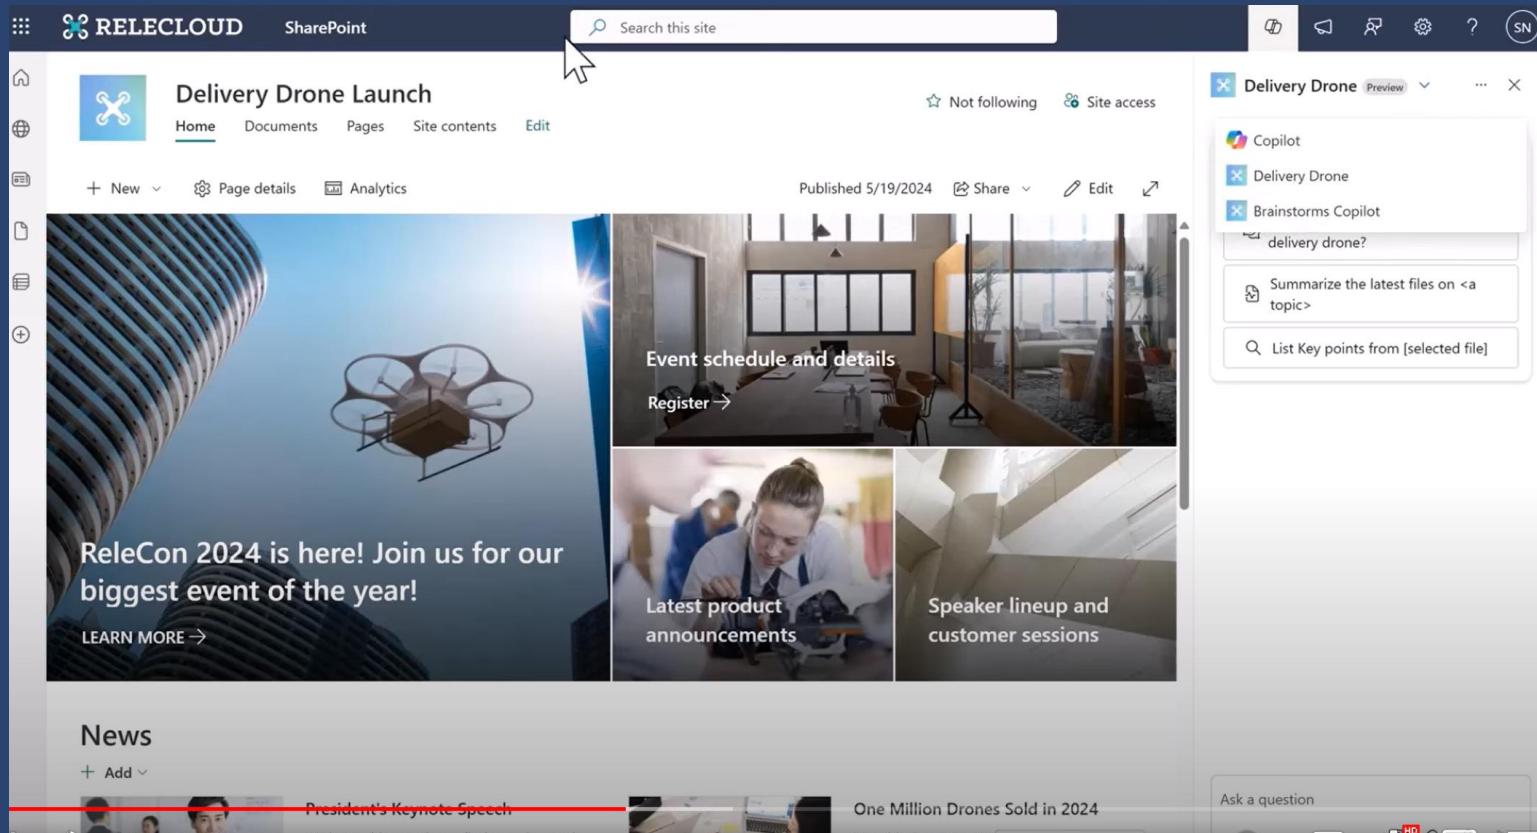 RELECLOUD
SharePoint
Search this site
SN
Delivery Drone Launch
Home Documents Pages Site contents Edit
Not following
Site access
New
Page details
Analytics
Published 5/19/2024
Share
Edit
ReleCon 2024 is here! Join us for our
biggest event of the year!
LEARN MORE
Event schedule and details
Register
Latest product
announcements
Speaker lineup and
customer sessions
News
Add
President's Keynote Speech
One Million Drones Sold in 2024
Delivery Drone Preview
Copilot
Delivery Drone
Brainstorms Copilot
delivery drone?
Summarize the latest files on <a
topic>
List Key points from [selected file]
Ask a question
HD